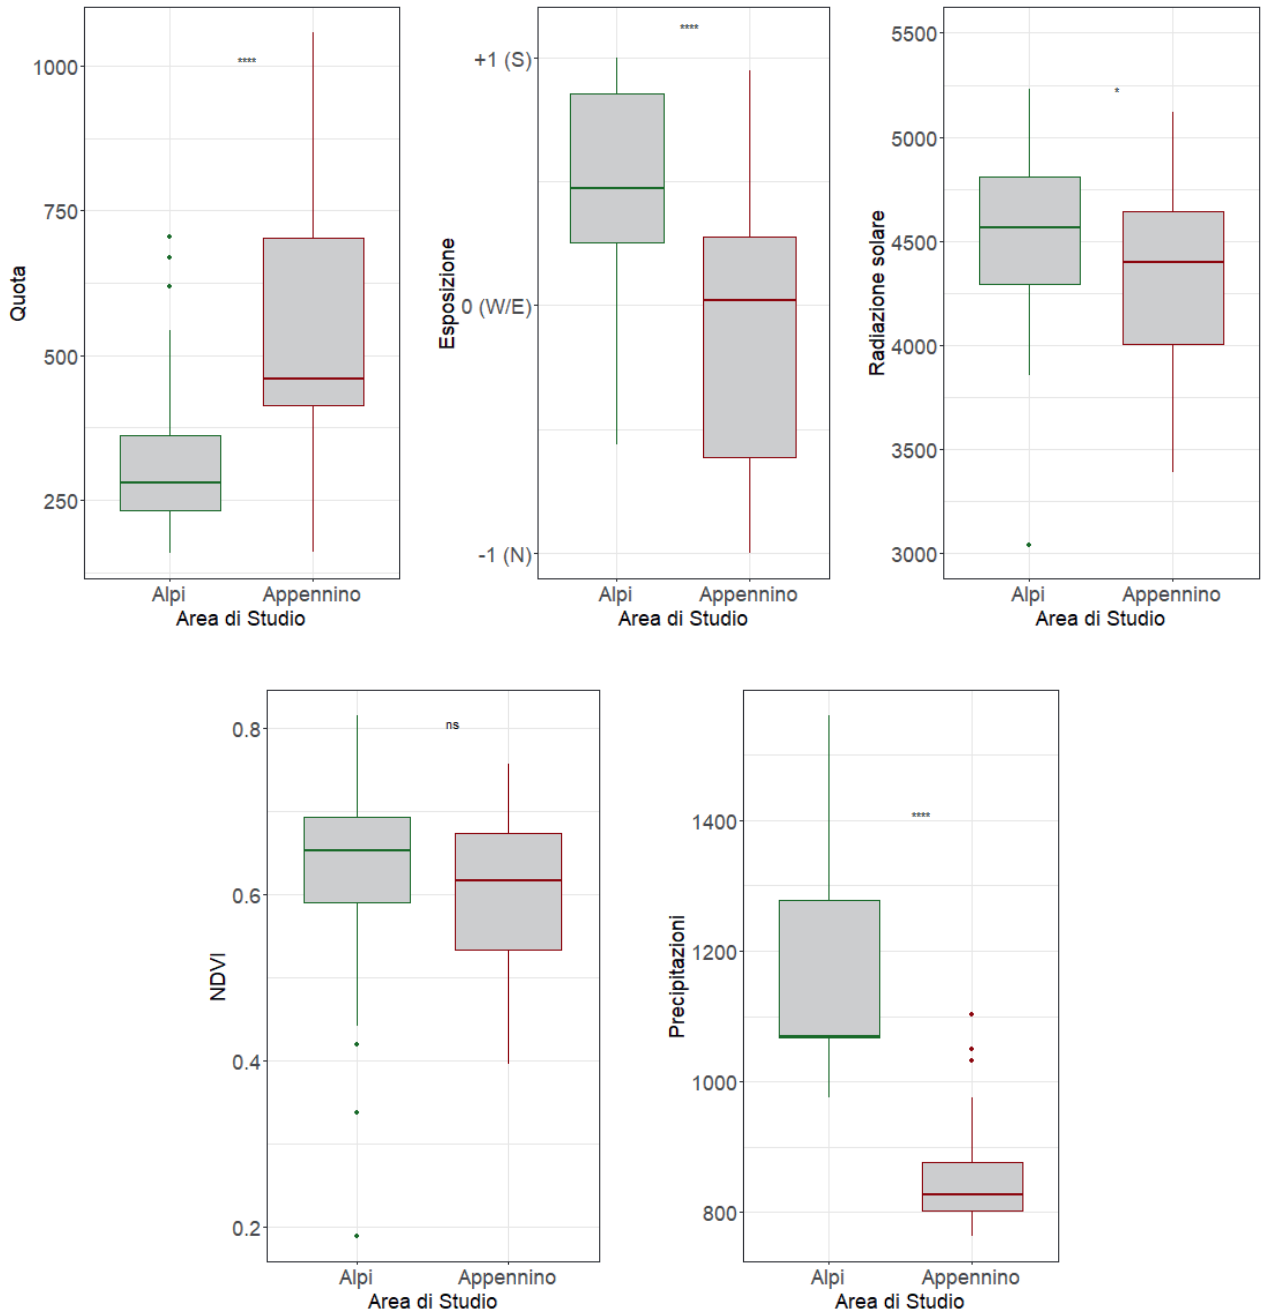 1000
750
500
250
Quota
****
Alpi
Appennino
Area di Studio
+1 (S)
0 (W/E)
-1 (N)
Esposizione
****
Alpi
Appennino
Area di Studio
5500
5000
4500
4000
3500
3000
Radiazione solare
*
Alpi
Appennino
Area di Studio
0.8
0.6
0.4
0.2
NDVI
ns
Alpi
Appennino
Area di Studio
1400
1200
1000
800
Precipitazioni
****
Alpi
Appennino
Area di Studio